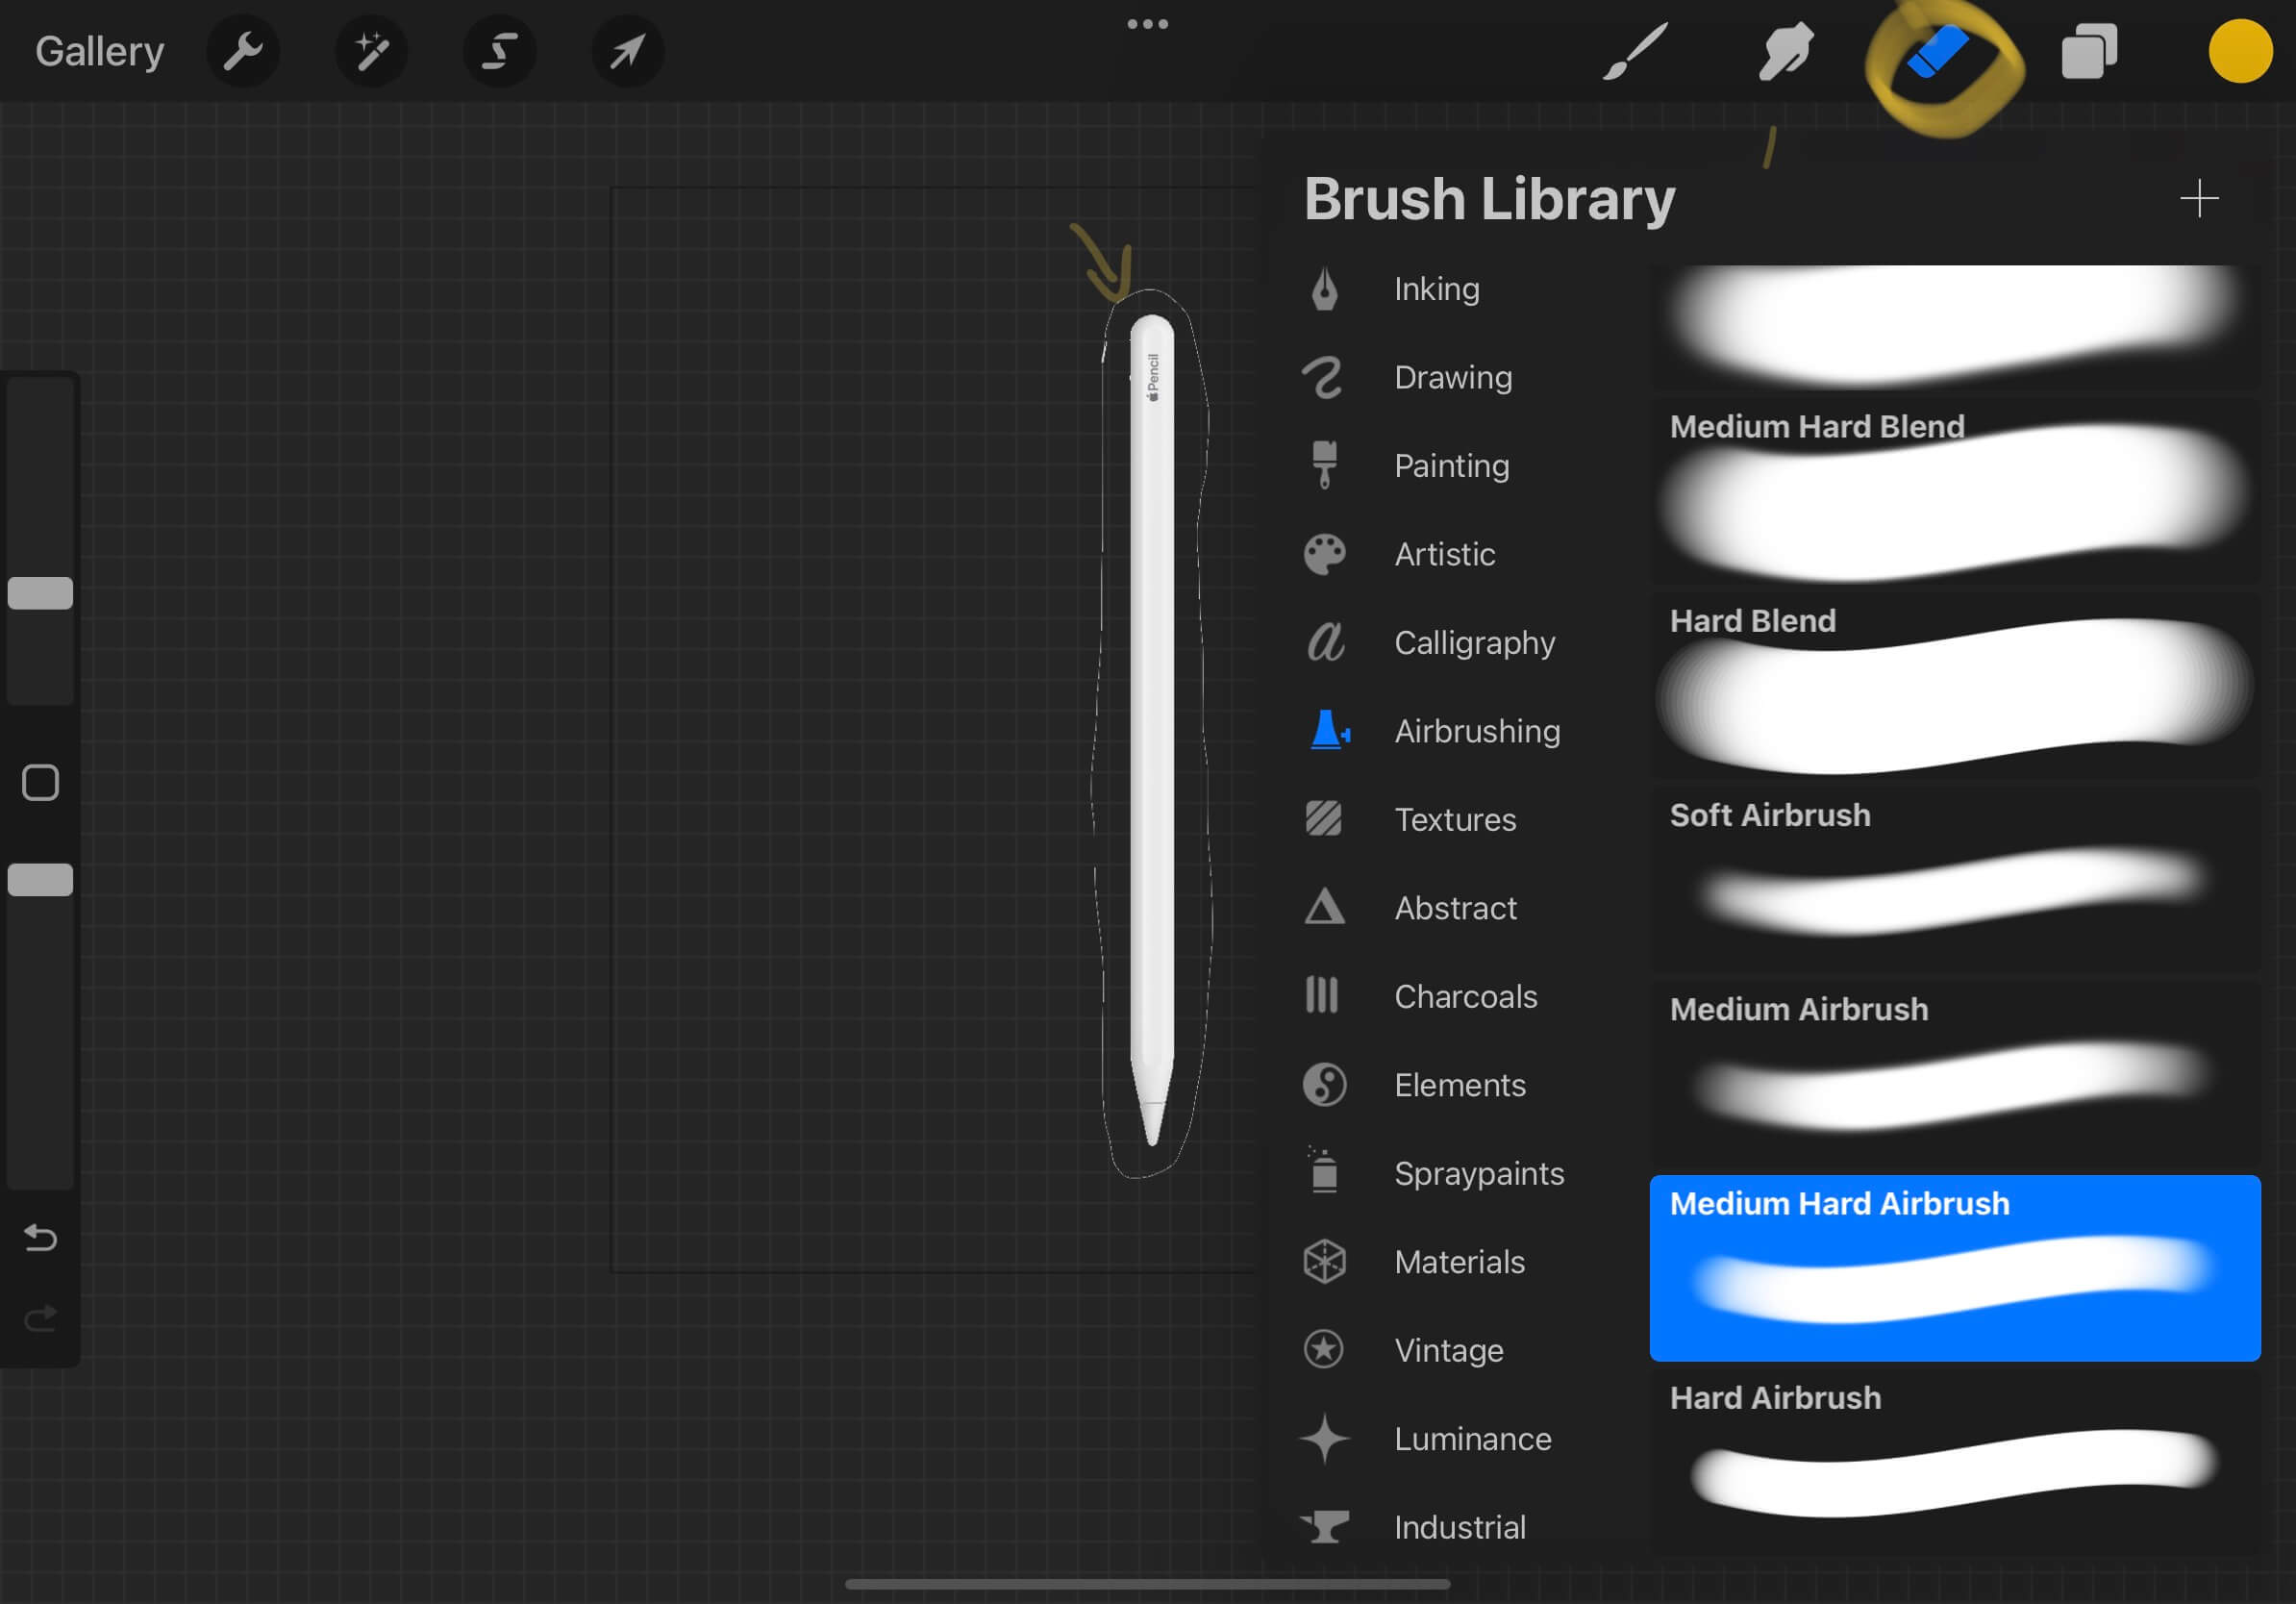 Gallery
Brush Library
Inking
Drawing
Painting
Artistic
Calligraphy
Airbrushing
Textures
Abstract
Charcoals
Elements
Spraypaints
Materials
Vintage
Luminance
Industrial
Medium Hard Blend
Hard Blend
Soft Airbrush
Medium Airbrush
Medium Hard Airbrush
Hard Airbrush
Pencil